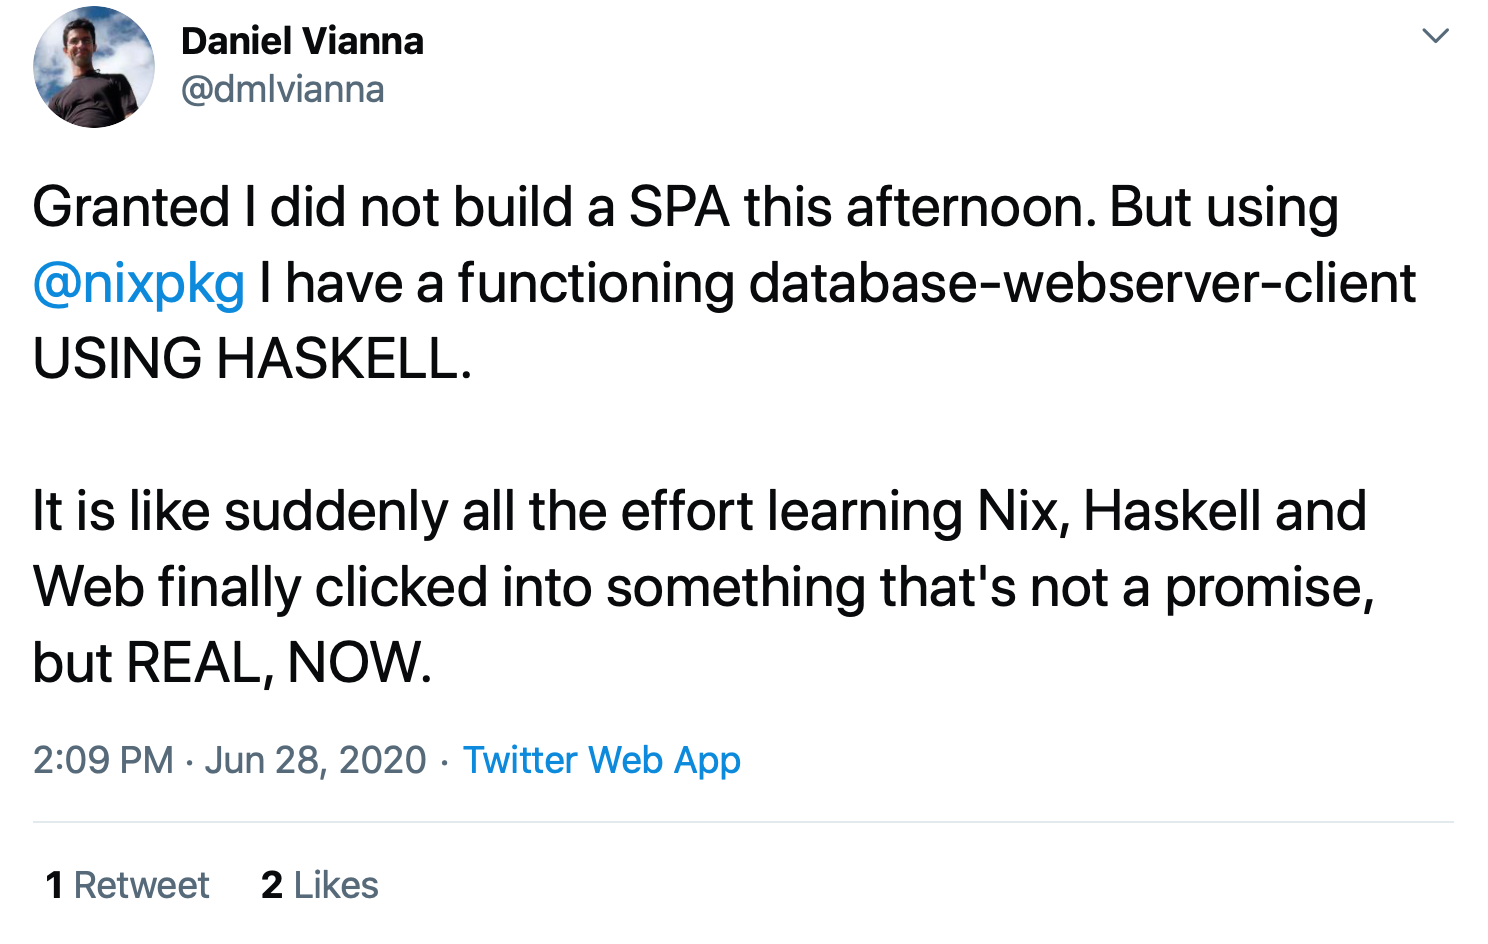 Daniel Vianna
@dmlvianna
Granted I did not build a SPA this afternoon. But using
@nixpkg I have a functioning database-webserver-client
USING HASKELL.
It is like suddenly all the effort learning Nix, Haskell and
Web finally clicked into something that's not a promise,
but REAL, NOW.
2:09 PM · Jun 28, 2020 · Twitter Web App
1 Retweet 2 Likes